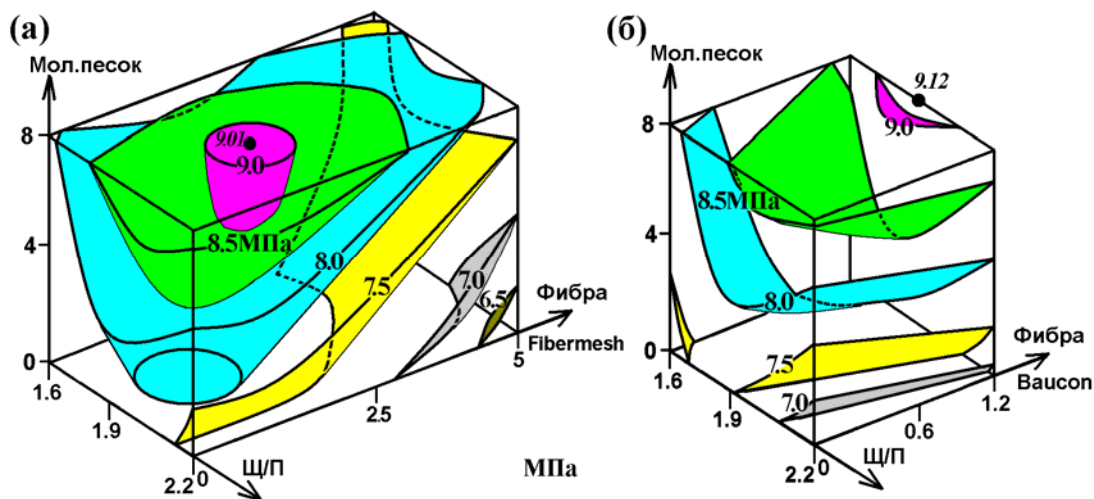 (а)
Мол.песок
8
4
0
1.6
1.9
2.2
0
Щ/П
25
5
Фибра
Fibermesh
9.01
9.0
8.5МПа
8.0
7.5
7.0
6.5
МПа
(б)
Мол.песок
8
4
0
1.6
1.9
2.2
0
Щ/П
0.6
1.2
Фибра
Baucon
9.12
9.0
8.5МПа
8.0
7.5
7.0